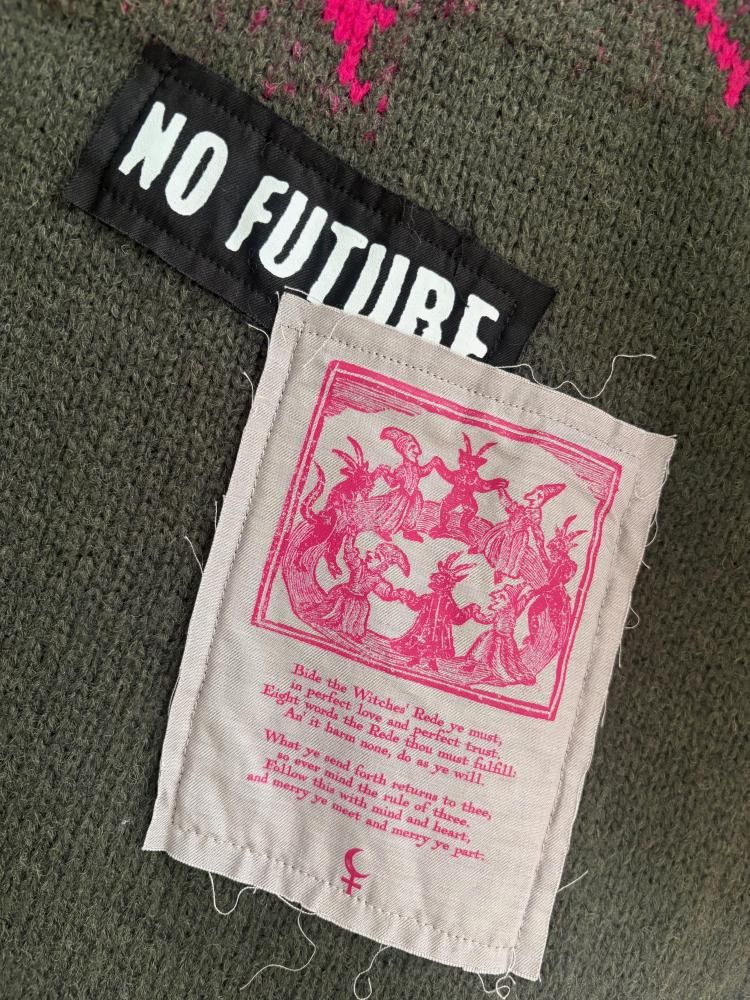 NO FUTURE
Bide the Witches' Rede ye must,
in perfect love and perfect trust,
Eight words the Rede thou must fulfill:
An' it harm none, do as ye will.
What ye send forth returns to thee,
so ever mind the rule of three.
Follow this with mind and heart,
and merry ye meet and merry ye part.